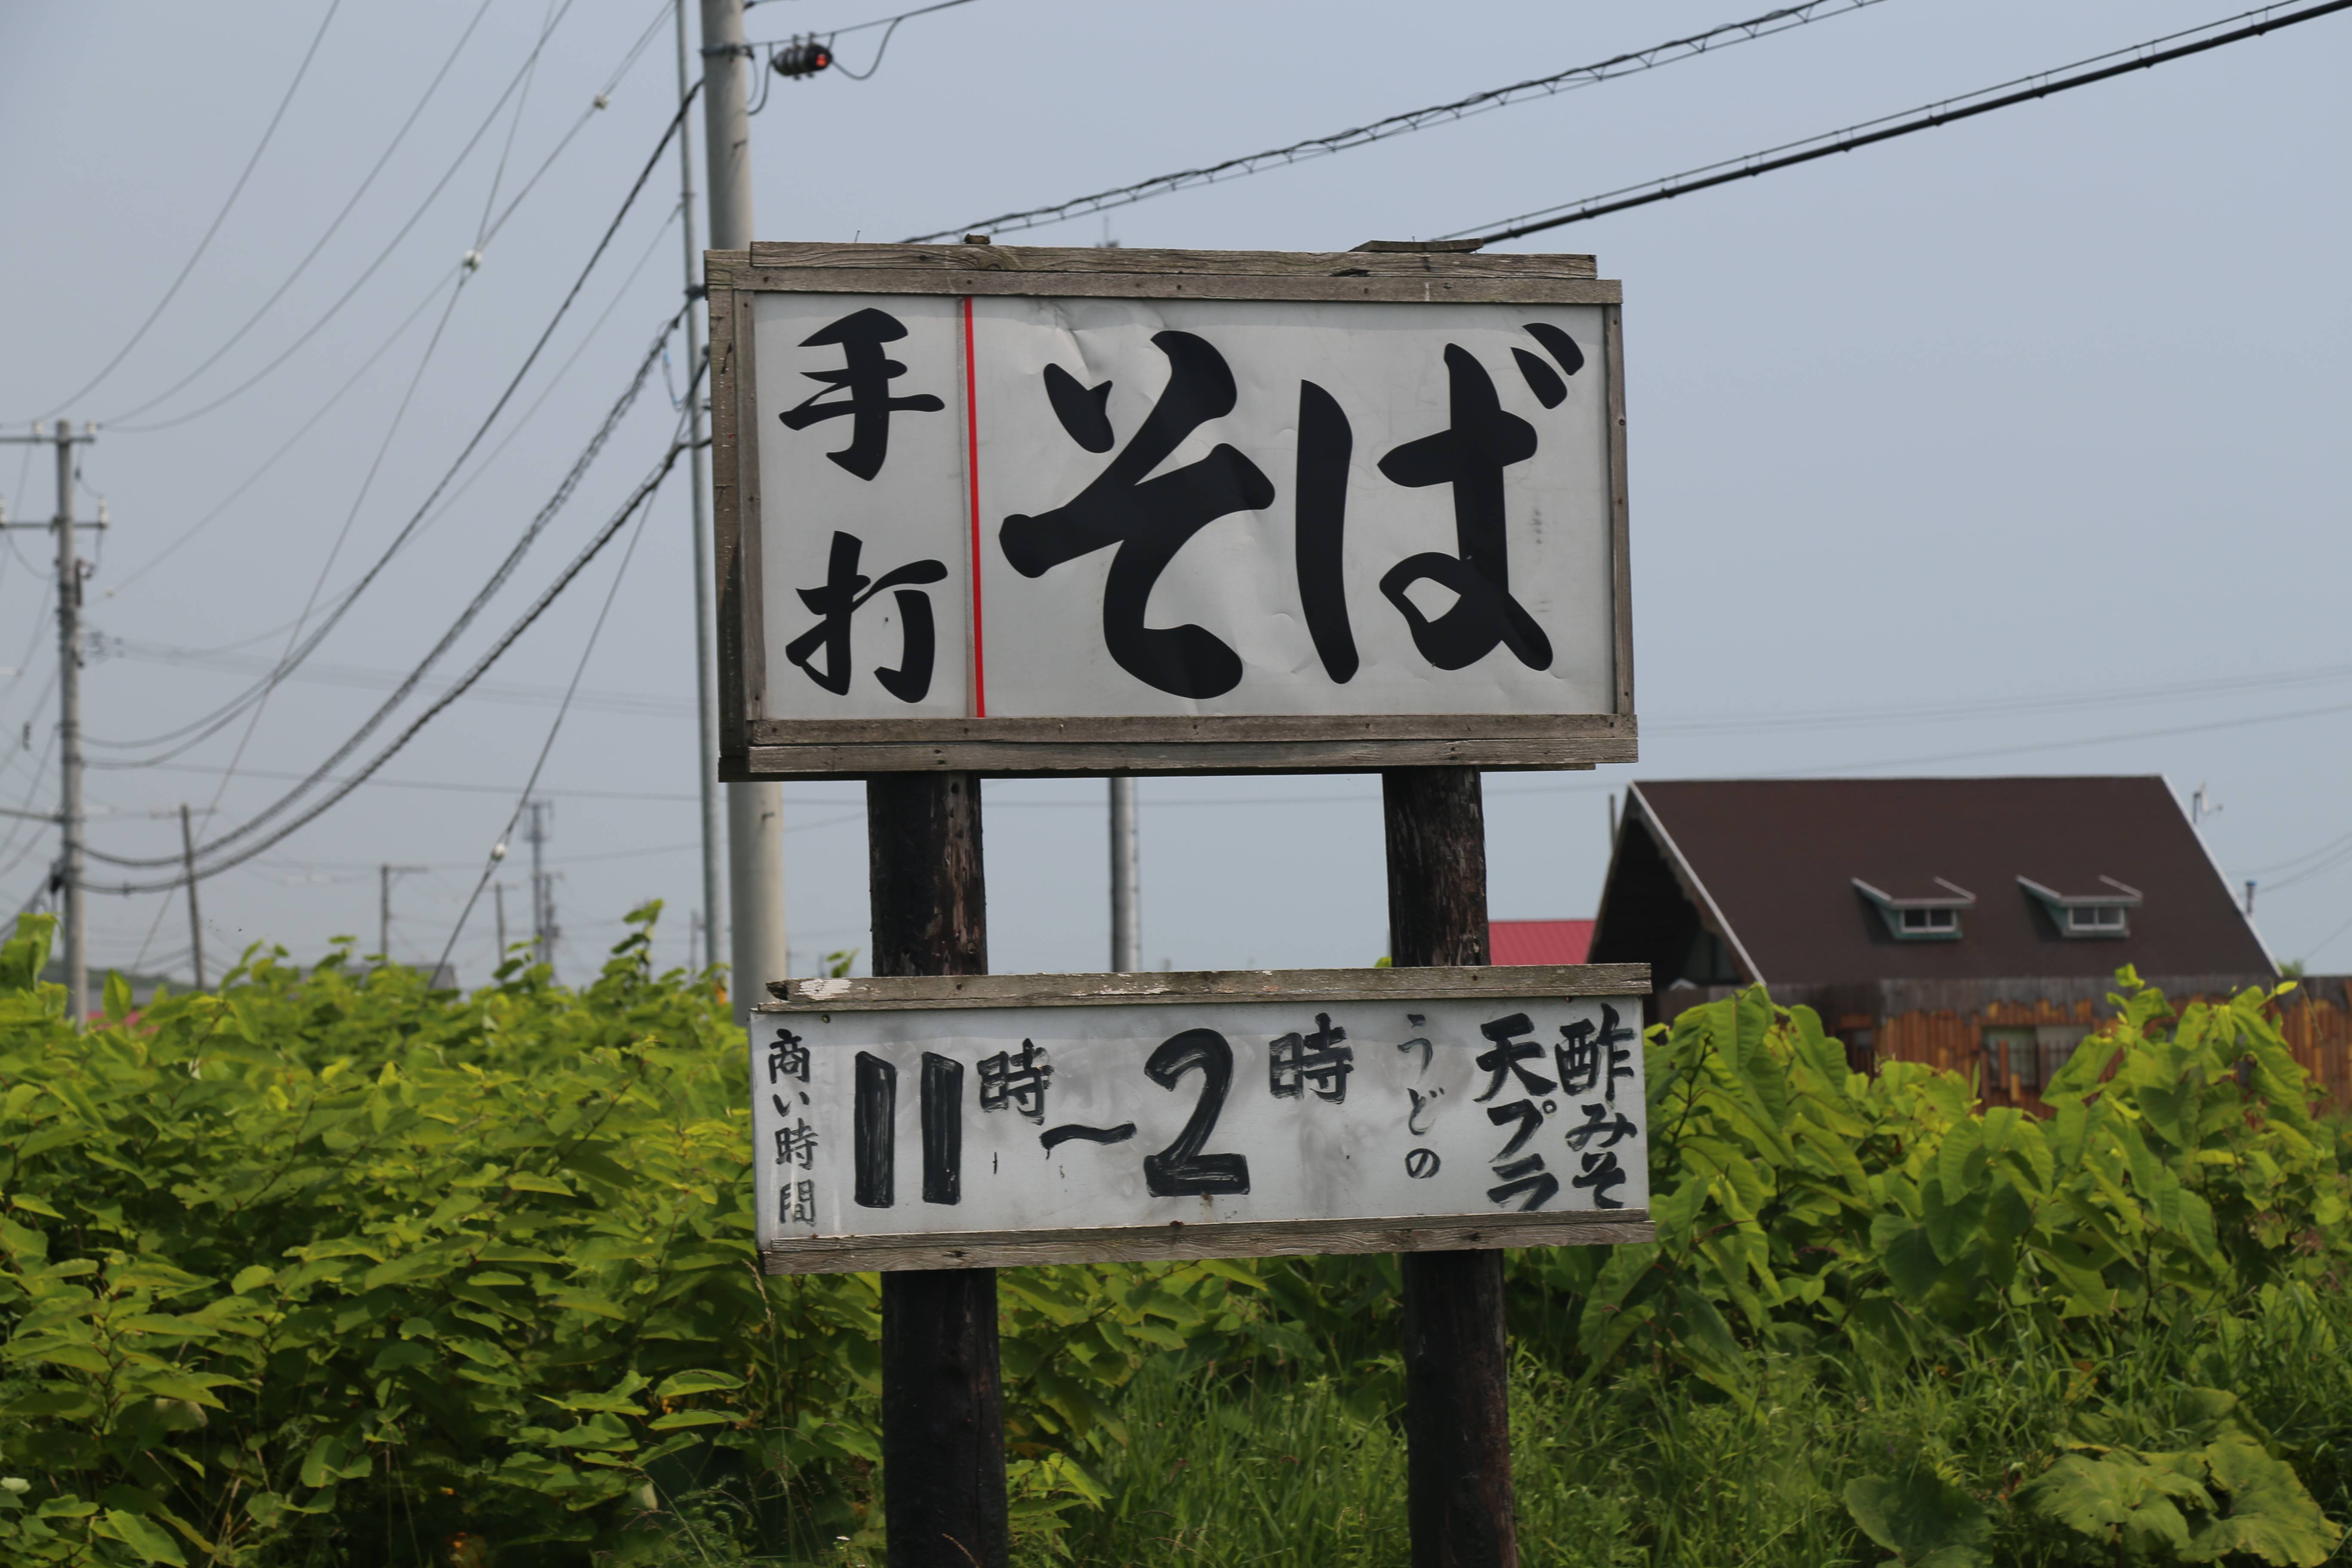 手打
そば
商い時間
11時～2時
うどの
酢みそ
天プラ